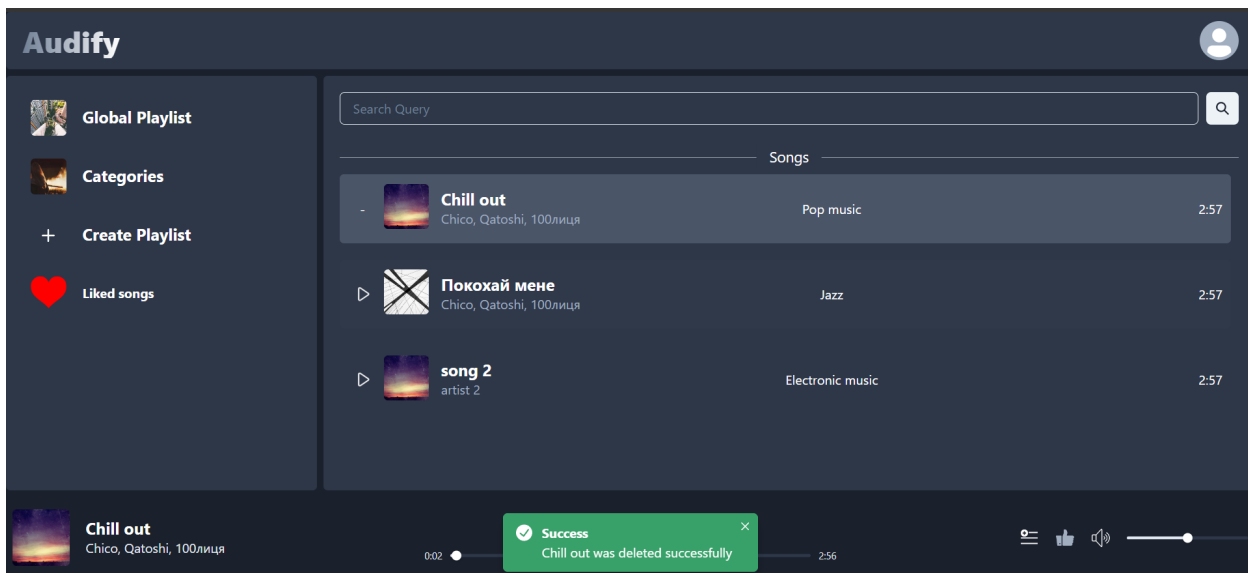 Audify
Global Playlist
Categories
Create Playlist
Liked songs
Search Query
Songs
-
Chill out
Chico, Qatoshi, 100лиця
Pop music
2:57
Покохай мене
Chico, Qatoshi, 100лиця
Jazz
2:57
song 2
artist 2
Electronic music
2:57
Chill out
Chico, Qatoshi, 100лиця
0:02
Success
Chill out was deleted successfully
2:56